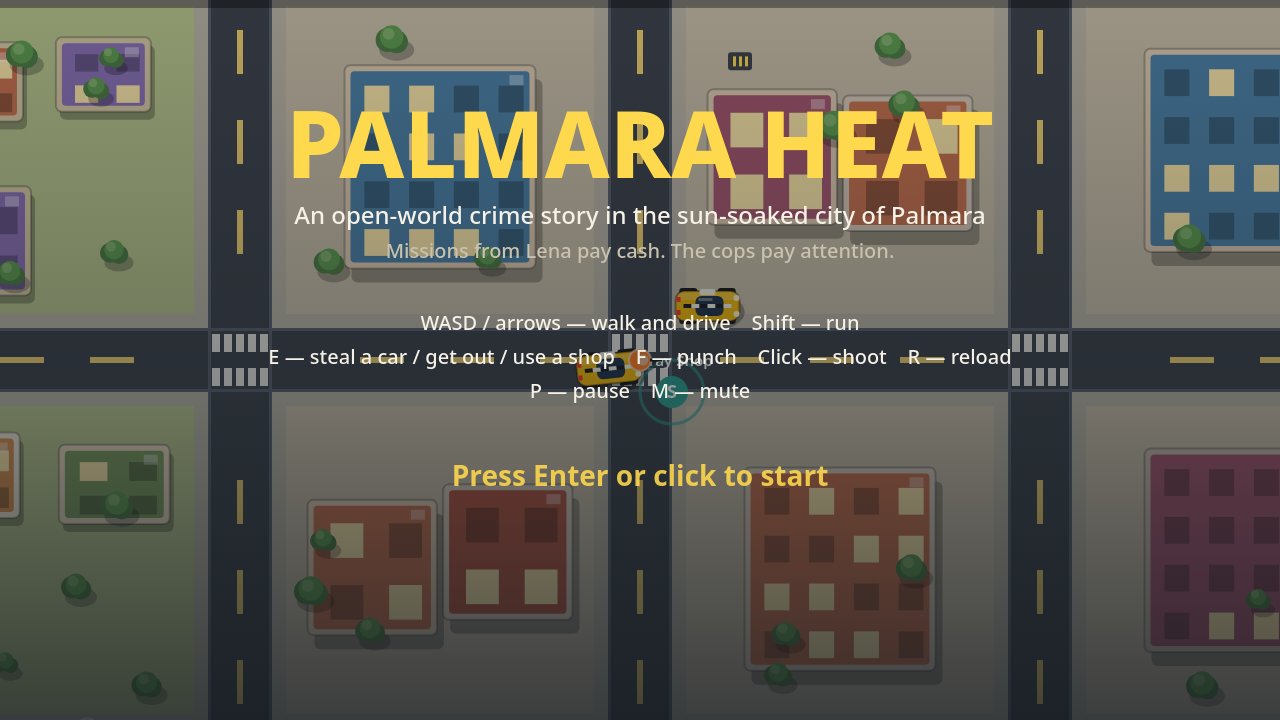 PALMARA HEAT
An open-world crime story in the sun-soaked city of Palmara
Missions from Lena pay cash. The cops pay attention.
WASD / arrows — walk and drive Shift — run
E — steal a car / get out / use a shop F — punch Click — shoot R — reload
P — pause M — mute
Press Enter or click to start